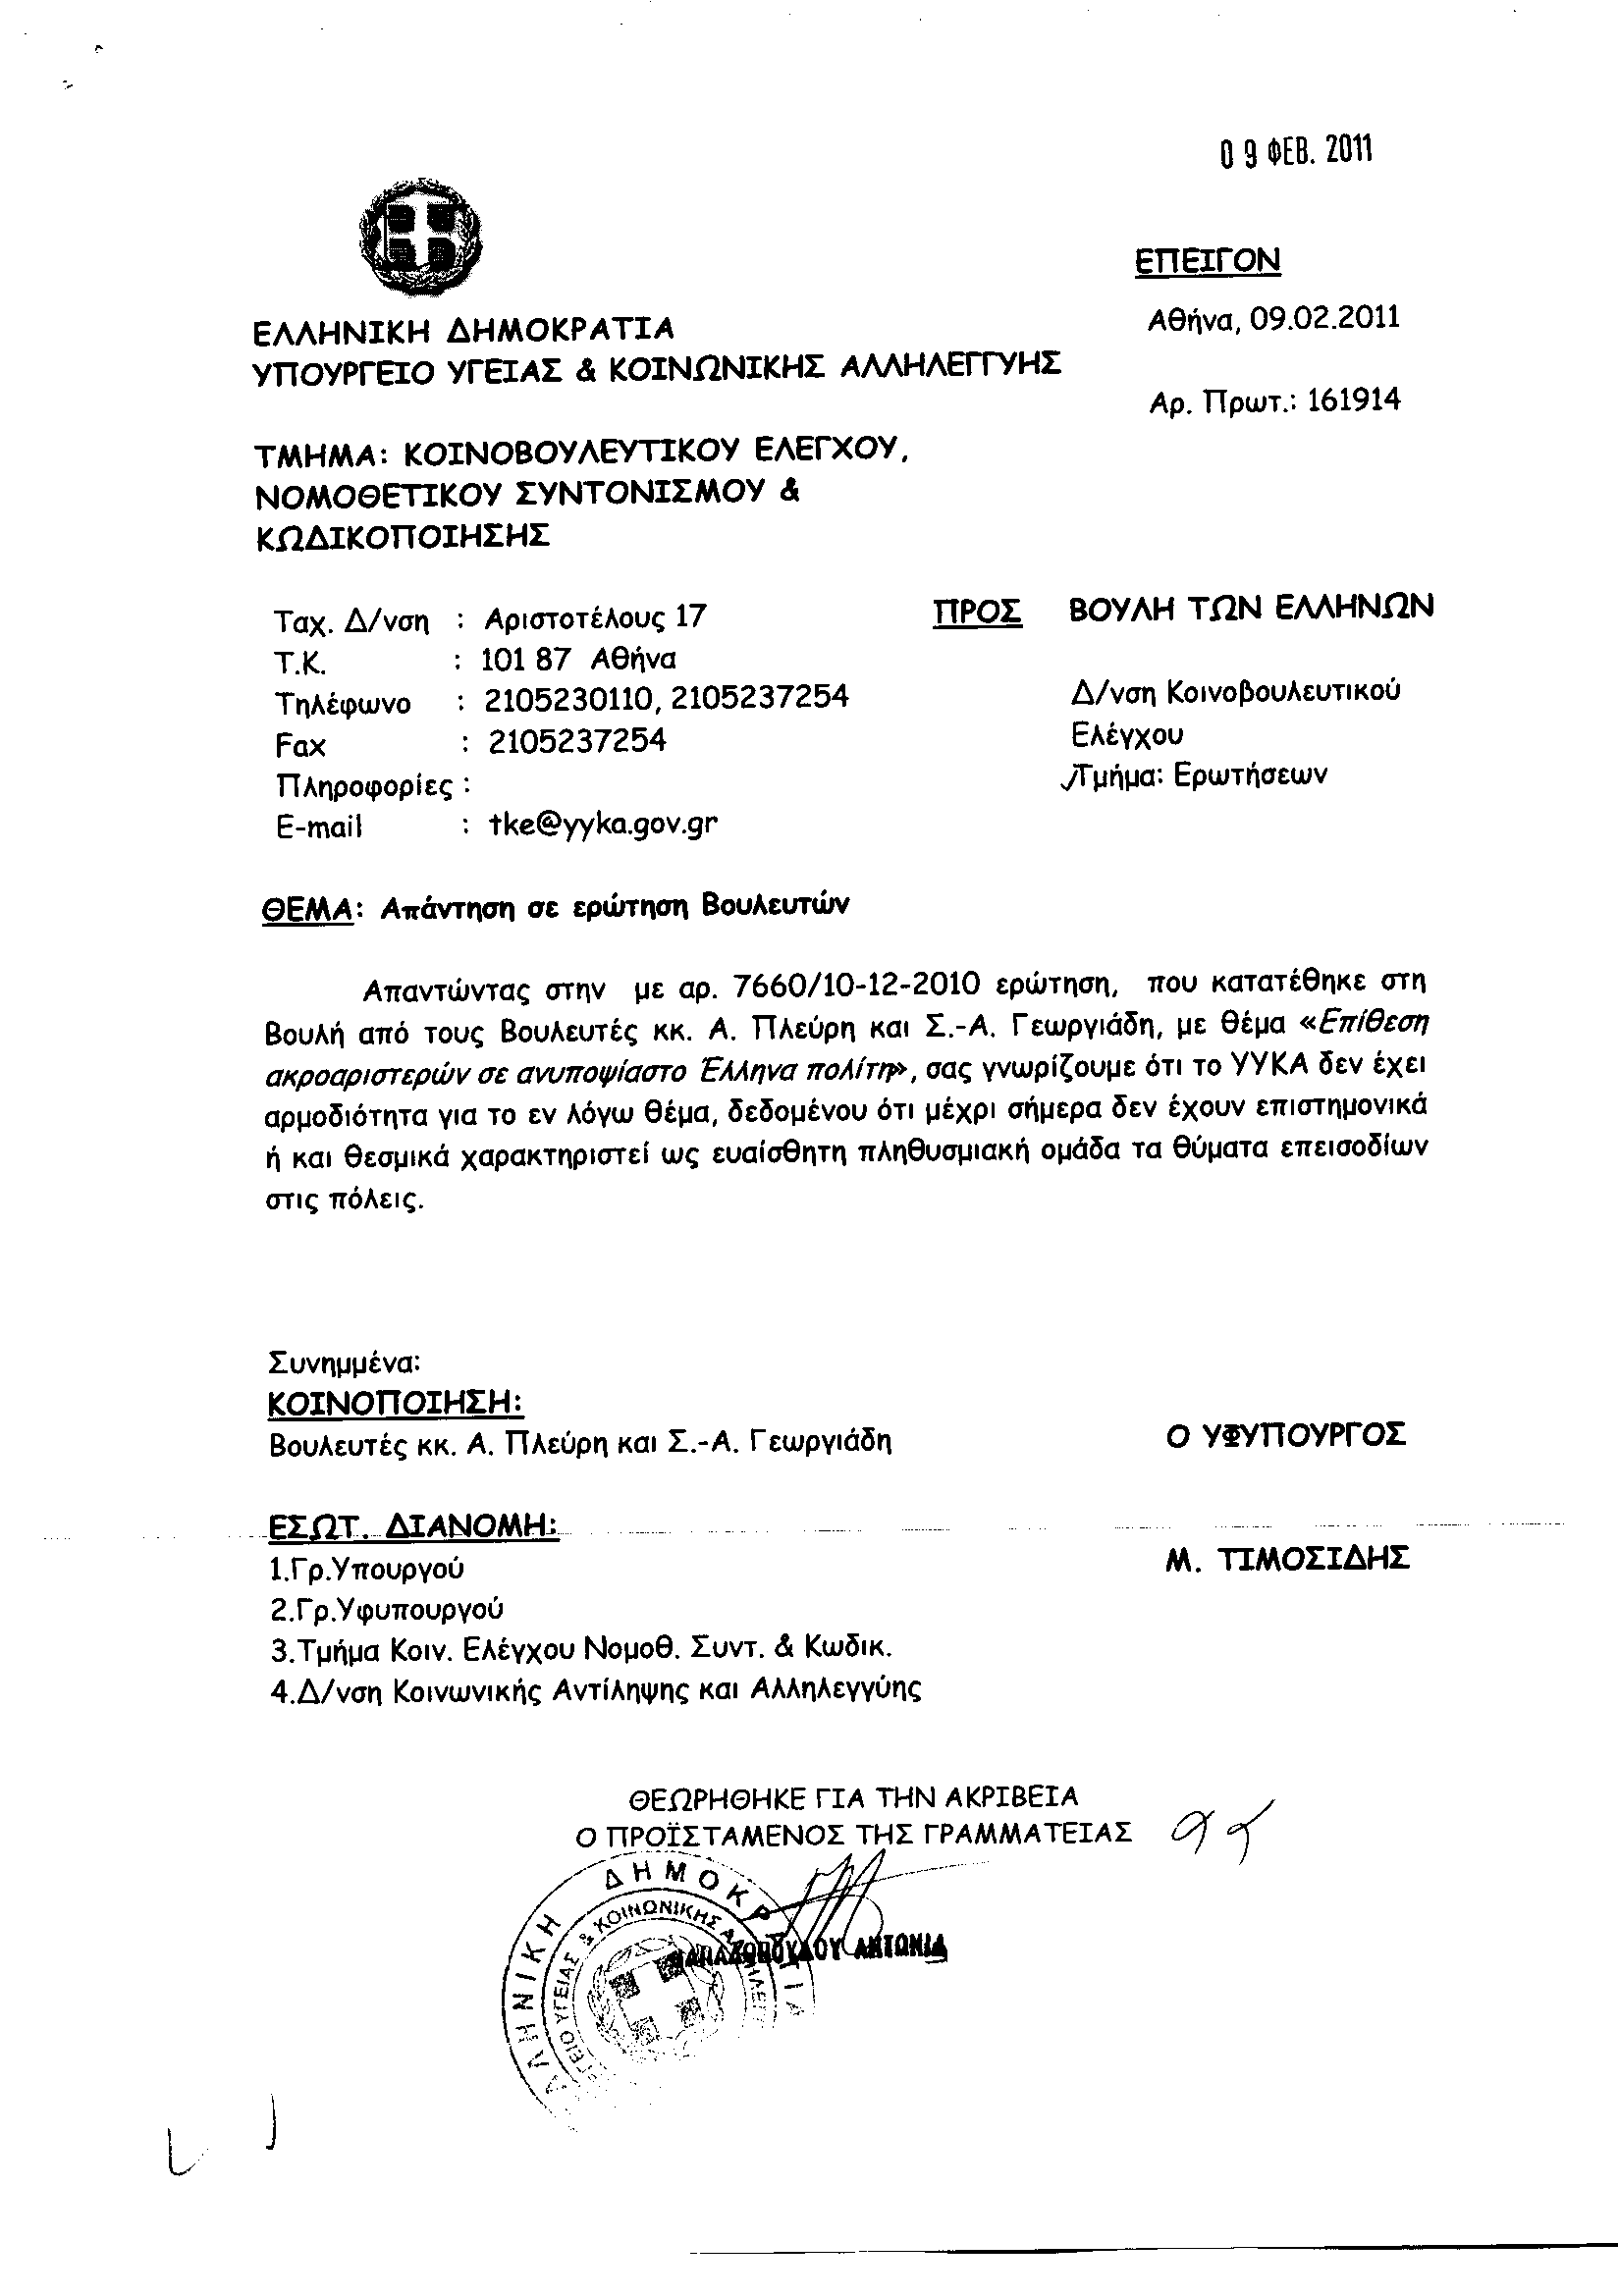 09 ΦΕΒ. 2011
ΕΠΕΙΓΟΝ
ΕΛΛΗΝΙΚΗ ΔΗΜΟΚΡΑΤΙΑ
ΥΠΟΥΡΓΕΙΟ ΥΓΕΙΑΣ & ΚΟΙΝΩΝΙΚΗΣ ΑΛΛΗΛΕΓΓΥΗΣ
Αθήνα, 09.02.2011
Αρ. Πρωτ.: 161914
ΤΜΗΜΑ: ΚΟΙΝΟΒΟΥΛΕΥΤΙΚΟΥ ΕΛΕΓΧΟΥ,
ΝΟΜΟΘΕΤΙΚΟΥ ΣΥΝΤΟΝΙΣΜΟΥ &
ΚΩΔΙΚΟΠΟΙΗΣΗΣ
Ταχ. Δ/νση : Αριστοτέλους 17
Τ.Κ. : 101 87 Αθήνα
Τηλέφωνο : 2105230110, 2105237254
Fax : 2105237254
Πληροφορίες :
E-mail : tke@yyka.gov.gr
ΠΡΟΣ ΒΟΥΛΗ ΤΩΝ ΕΛΛΗΝΩΝ
Δ/νση Κοινοβουλευτικού
Ελέγχου
Τμήμα: Ερωτήσεων
ΘΕΜΑ: Απάντηση σε ερώτηση Βουλευτών
Απαντώντας στην με αρ. 7660/10-12-2010 ερώτηση, που κατατέθηκε στη
Βουλή από τους Βουλευτές κκ. Α. Πλεύρη και Σ.-Α. Γεωργιάδη, με θέμα «Επίθεση
ακροαριστερών σε ανυποψίαστο Έλληνα πολίτη», σας γνωρίζουμε ότι το ΥΥΚΑ δεν έχει
αρμοδιότητα για το εν λόγω θέμα, δεδομένου ότι μέχρι σήμερα δεν έχουν επιστημονικά
ή και θεσμικά χαρακτηριστεί ως ευαίσθητη πληθυσμιακή ομάδα τα θύματα επεισοδίων
στις πόλεις.
Συνημμένα:
ΚΟΙΝΟΠΟΙΗΣΗ:
Βουλευτές κκ. Α. Πλεύρη και Σ.-Α. Γεωργιάδη
Ο ΥΦΥΠΟΥΡΓΟΣ
ΕΣΩΤ. ΔΙΑΝΟΜΗ:
1.Γρ.Υπουργού
2.Γρ.Υφυπουργού
3.Τμήμα Κοιν. Ελέγχου Νομοθ. Συντ. & Κωδικ.
4.Δ/νση Κοινωνικής Αντίληψης και Αλληλεγγύης
Μ. ΤΙΜΟΣΙΔΗΣ
ΘΕΩΡΗΘΗΚΕ ΓΙΑ ΤΗΝ ΑΚΡΙΒΕΙΑ
Ο ΠΡΟΪΣΤΑΜΕΝΟΣ ΤΗΣ ΓΡΑΜΜΑΤΕΙΑΣ
ΔΗΜΟΚΡΑΤΙΑ
ΥΓΕΙΑΣ & ΚΟΙΝΩΝΙΚΗΣ
ΑΝΤΩΝΙΑ